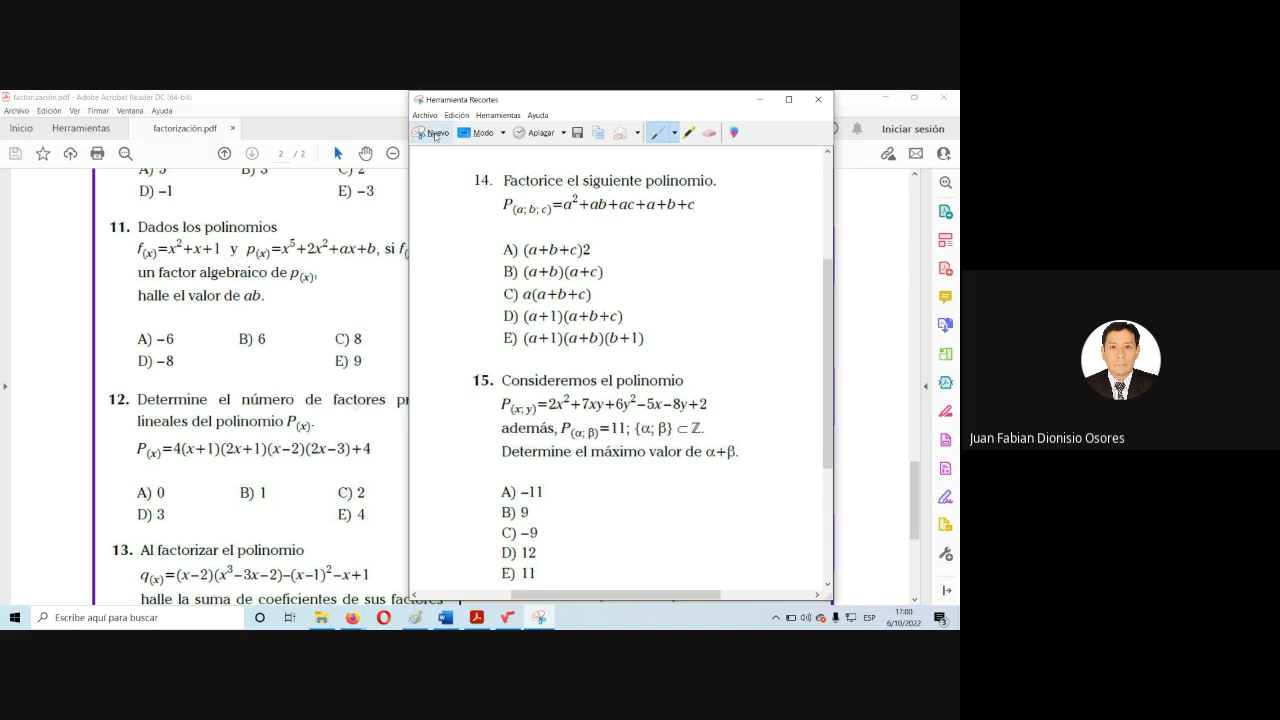 factorización.pdf - Adobe Acrobat Reader DC (64-bit)
Archivo Edición Ver Firmar Ventana Ayuda
Inicio Herramientas factorización.pdf × Iniciar sesión
2 / 2
A) 5 B) 3 C) 2
D) −1 E) −3
11. Dados los polinomios
f(x)=x²+x+1 y p(x)=x⁵+2x²+ax+b, si f(
un factor algebraico de p(x),
halle el valor de ab.
A) −6 B) 6 C) 8
D) −8 E) 9
12. Determine el número de factores pr
lineales del polinomio P(x).
P(x)=4(x+1)(2x+1)(x−2)(2x−3)+4
A) 0 B) 1 C) 2
D) 3 E) 4
13. Al factorizar el polinomio
q(x)=(x−2)(x³−3x−2)−(x−1)²−x+1
halle la suma de coeficientes de sus factores
Herramienta Recortes
Archivo Edición Herramientas Ayuda
Nuevo Modo Aplazar
14. Factorice el siguiente polinomio.
P(a; b; c)=a²+ab+ac+a+b+c
A) (a+b+c)2
B) (a+b)(a+c)
C) a(a+b+c)
D) (a+1)(a+b+c)
E) (a+1)(a+b)(b+1)
15. Consideremos el polinomio
P(x; y)=2x²+7xy+6y²−5x−8y+2
además, P(α; β)=11; {α; β} ⊂ ℤ.
Determine el máximo valor de α+β.
A) −11
B) 9
C) −9
D) 12
E) 11
Escribe aquí para buscar
ESP
17:00
6/10/2022
3
Juan Fabian Dionisio Osores